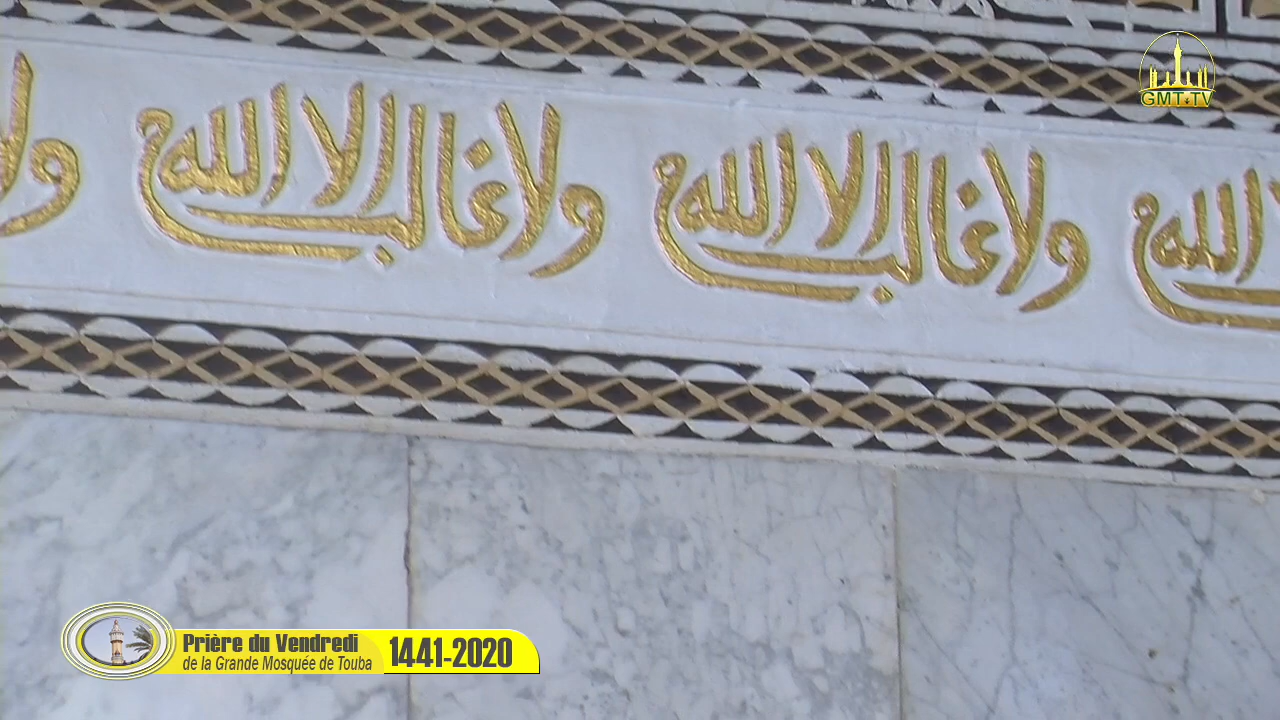 GMT TV
ولا غالب الا الله ولا غالب الا الله ولا
Prière du Vendredi
de la Grande Mosquée de Touba
1441-2020